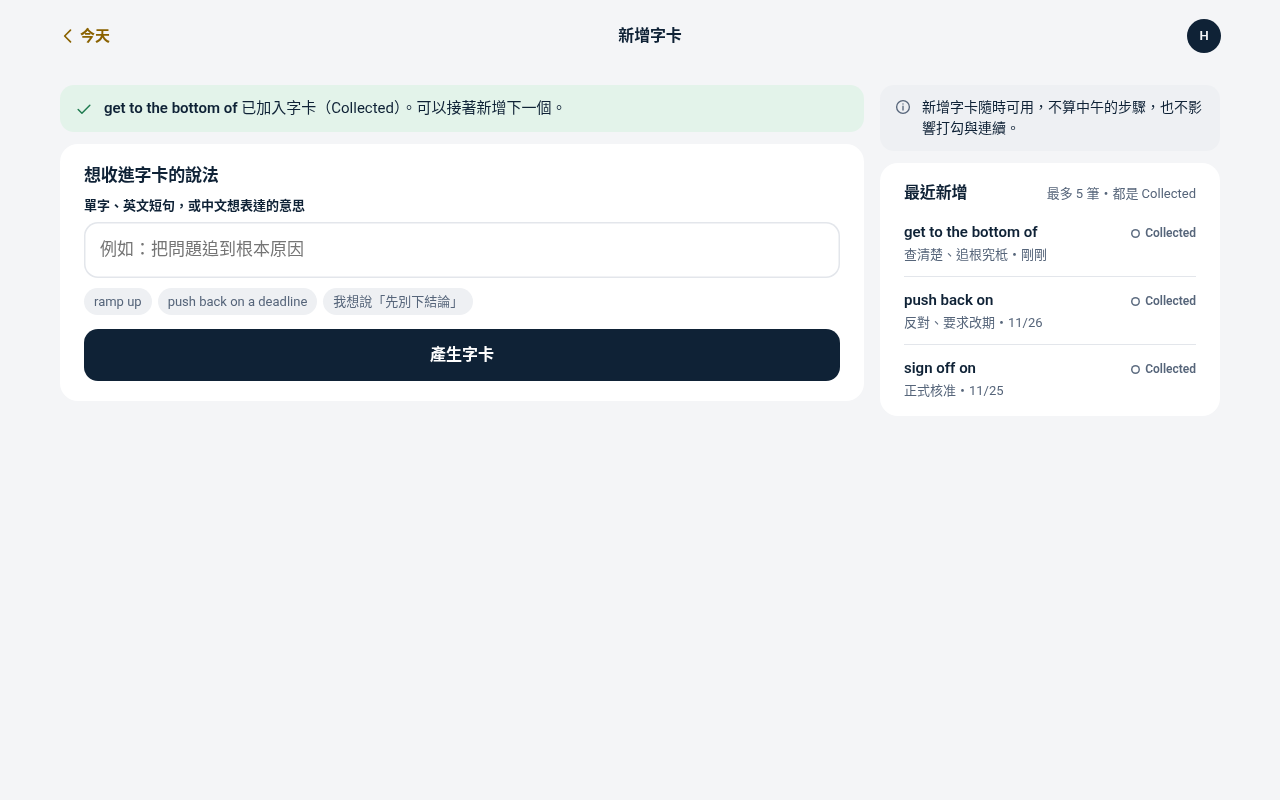 今天
新增字卡
H
get to the bottom of 已加入字卡（Collected）。可以接著新增下一個。
想收進字卡的說法
單字、英文短句，或中文想表達的意思
例如：把問題追到根本原因
ramp up
push back on a deadline
我想說「先別下結論」
產生字卡
新增字卡隨時可用，不算中午的步驟，也不影
響打勾與連續。
最近新增
最多 5 筆・都是 Collected
get to the bottom of
Collected
查清楚、追根究柢・剛剛
push back on
Collected
反對、要求改期・11/26
sign off on
Collected
正式核准・11/25